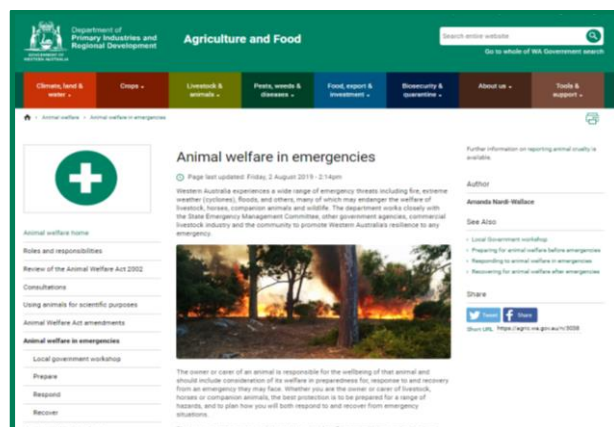 Department of
Primary Industries and
Regional Development
GOVERNMENT OF
WESTERN AUSTRALIA
Agriculture and Food
Search entire website
Go to whole of WA Government search
Climate, land &
water
Crops
Livestock &
animals
Pests, weeds &
diseases
Food, export &
investment
Biosecurity &
quarantine
About us
Tools &
support
Animal welfare
Animal welfare in emergencies
Animal welfare in emergencies
Page last updated: Friday, 2 August 2019 - 2:14pm
Western Australia experiences a wide range of emergency threats including fire, extreme
weather (cyclones), floods, and others, many of which may endanger the welfare of
livestock, horses, companion animals and wildlife. The department works closely with
the State Emergency Management Committee, other government agencies, commercial
livestock industry and the community to promote Western Australia's resilience to any
emergency.
The owner or carer of an animal is responsible for the wellbeing of that animal and
should include consideration of its welfare in preparedness for, response to and recovery
from an emergency they may face. Whether you are the owner or carer of livestock,
horses or companion animals, the best protection is to be prepared for a range of
hazards, and to plan how you will both respond to and recover from emergency
situations.
Animal welfare home
Roles and responsibilities
Review of the Animal Welfare Act 2002
Consultations
Using animals for scientific purposes
Animal Welfare Act amendments
Animal welfare in emergencies
Local government workshop
Prepare
Respond
Recover
Further information on reporting animal cruelty is
available.
Author
Amanda Nardi-Wallace
See Also
Local Government workshop
Preparing for animal welfare before emergencies
Responding to animal welfare in emergencies
Recovering for animal welfare after emergencies
Share
Tweet
Share
Short URL https://agric.wa.gov.au/n/3038